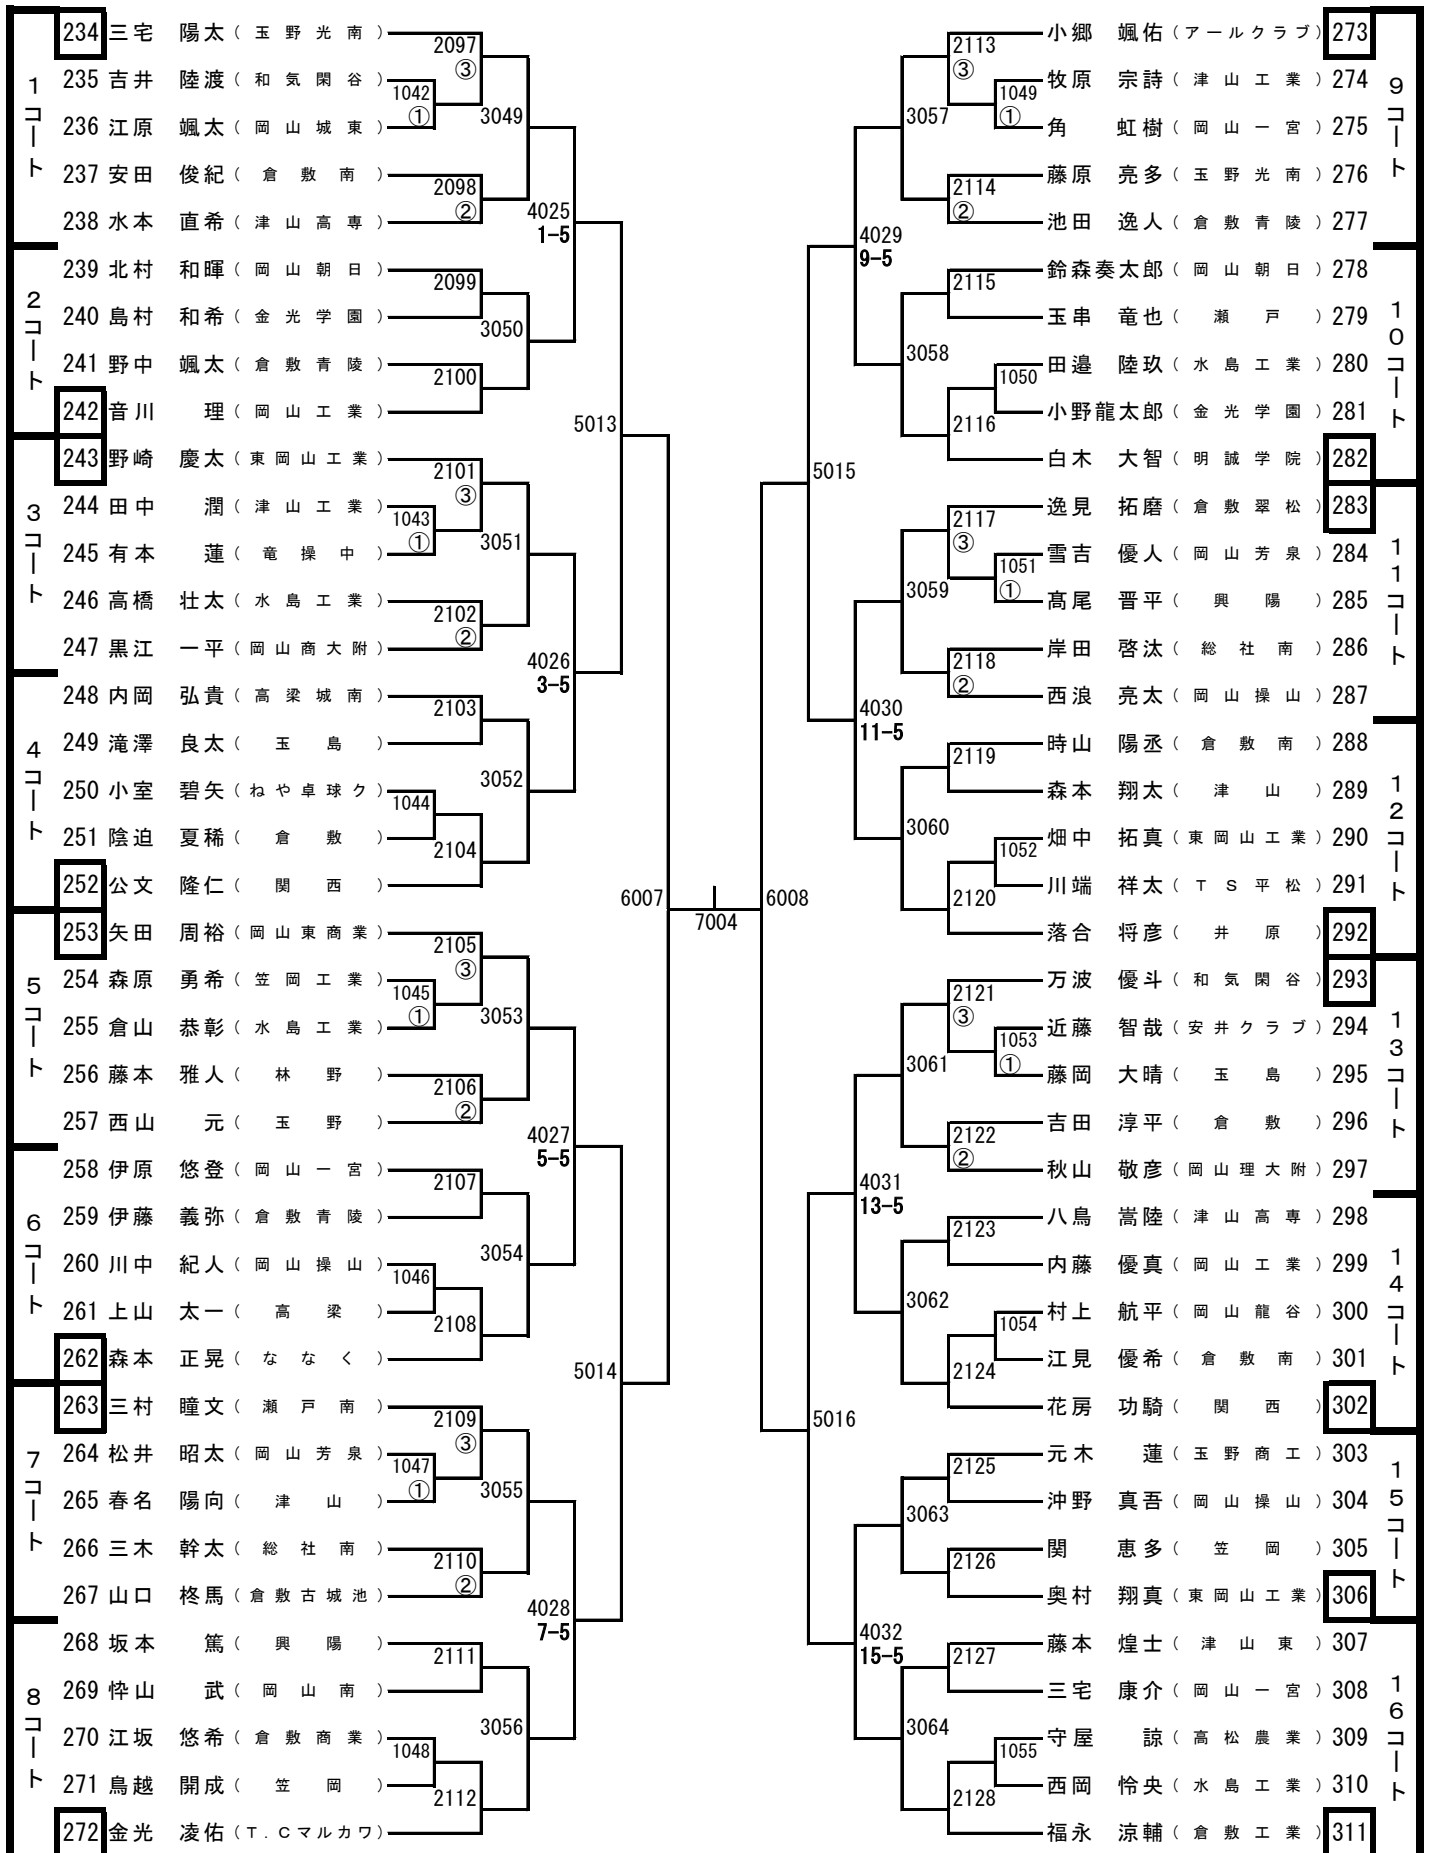 1コート
234 三宅 陽太(玉野光南)
235 吉井 陸渡(和気閑谷)
236 江原 颯太(岡山城東)
237 安田 俊紀(倉敷南)
238 水本 直希(津山高専)
2097
③
1042
①
3049
2098
②
4025
1-5
2コート
239 北村 和暉(岡山朝日)
240 島村 和希(金光学園)
241 野中 颯太(倉敷青陵)
242 音川 理(岡山工業)
2099
3050
2100
5013
3コート
243 野崎 慶太(東岡山工業)
244 田中 潤(津山工業)
245 有本 蓮(竜操中)
246 高橋 壮太(水島工業)
247 黒江 一平(岡山商大附)
2101
③
1043
①
3051
2102
②
4026
3-5
4コート
248 内岡 弘貴(高梁城南)
249 滝澤 良太(玉島)
250 小室 碧矢(ねや卓球ク)
251 陰迫 夏稀(倉敷)
252 公文 隆仁(関西)
2103
3052
1044
2104
6007
7004
6008
5コート
253 矢田 周裕(岡山東商業)
254 森原 勇希(笠岡工業)
255 倉山 恭彰(水島工業)
256 藤本 雅人(林野)
257 西山 元(玉野)
2105
③
1045
①
3053
2106
②
4027
5-5
6コート
258 伊原 悠登(岡山一宮)
259 伊藤 義弥(倉敷青陵)
260 川中 紀人(岡山操山)
261 上山 太一(高梁)
262 森本 正晃(ななく)
2107
3054
1046
2108
5014
7コート
263 三村 瞳文(瀬戸南)
264 松井 昭太(岡山芳泉)
265 春名 陽向(津山)
266 三木 幹太(総社南)
267 山口 柊馬(倉敷古城池)
2109
③
1047
①
3055
2110
②
4028
7-5
8コート
268 坂本 篤(興陽)
269 忰山 武(岡山南)
270 江坂 悠希(倉敷商業)
271 鳥越 開成(笠岡)
272 金光 凌佑(T.Cマルカワ)
2111
3056
1048
2112
9コート
小郷 颯佑(アールクラブ) 273
牧原 宗詩(津山工業) 274
角 虹樹(岡山一宮) 275
藤原 亮多(玉野光南) 276
池田 逸人(倉敷青陵) 277
2113
③
1049
①
3057
2114
②
4029
9-5
10コート
鈴森奏太郎(岡山朝日) 278
玉串 竜也(瀬戸) 279
田邉 陸玖(水島工業) 280
小野龍太郎(金光学園) 281
白木 大智(明誠学院) 282
2115
3058
1050
2116
5015
11コート
逸見 拓磨(倉敷翠松) 283
雪吉 優人(岡山芳泉) 284
髙尾 晋平(興陽) 285
岸田 啓汰(総社南) 286
西浪 亮太(岡山操山) 287
2117
③
1051
①
3059
2118
②
4030
11-5
12コート
時山 陽丞(倉敷南) 288
森本 翔太(津山) 289
畑中 拓真(東岡山工業) 290
川端 祥太(TS平松) 291
落合 将彦(井原) 292
2119
3060
1052
2120
13コート
万波 優斗(和気閑谷) 293
近藤 智哉(安井クラブ) 294
藤岡 大晴(玉島) 295
吉田 淳平(倉敷) 296
秋山 敬彦(岡山理大附) 297
2121
③
1053
①
3061
2122
②
4031
13-5
14コート
八鳥 嵩陸(津山高専) 298
内藤 優真(岡山工業) 299
村上 航平(岡山龍谷) 300
江見 優希(倉敷南) 301
花房 功騎(関西) 302
2123
3062
1054
2124
5016
15コート
元木 蓮(玉野商工) 303
沖野 真吾(岡山操山) 304
関 恵多(笠岡) 305
奥村 翔真(東岡山工業) 306
2125
3063
2126
4032
15-5
16コート
藤本 煌士(津山東) 307
三宅 康介(岡山一宮) 308
守屋 諒(高松農業) 309
西岡 怜央(水島工業) 310
福永 涼輔(倉敷工業) 311
2127
3064
1055
2128